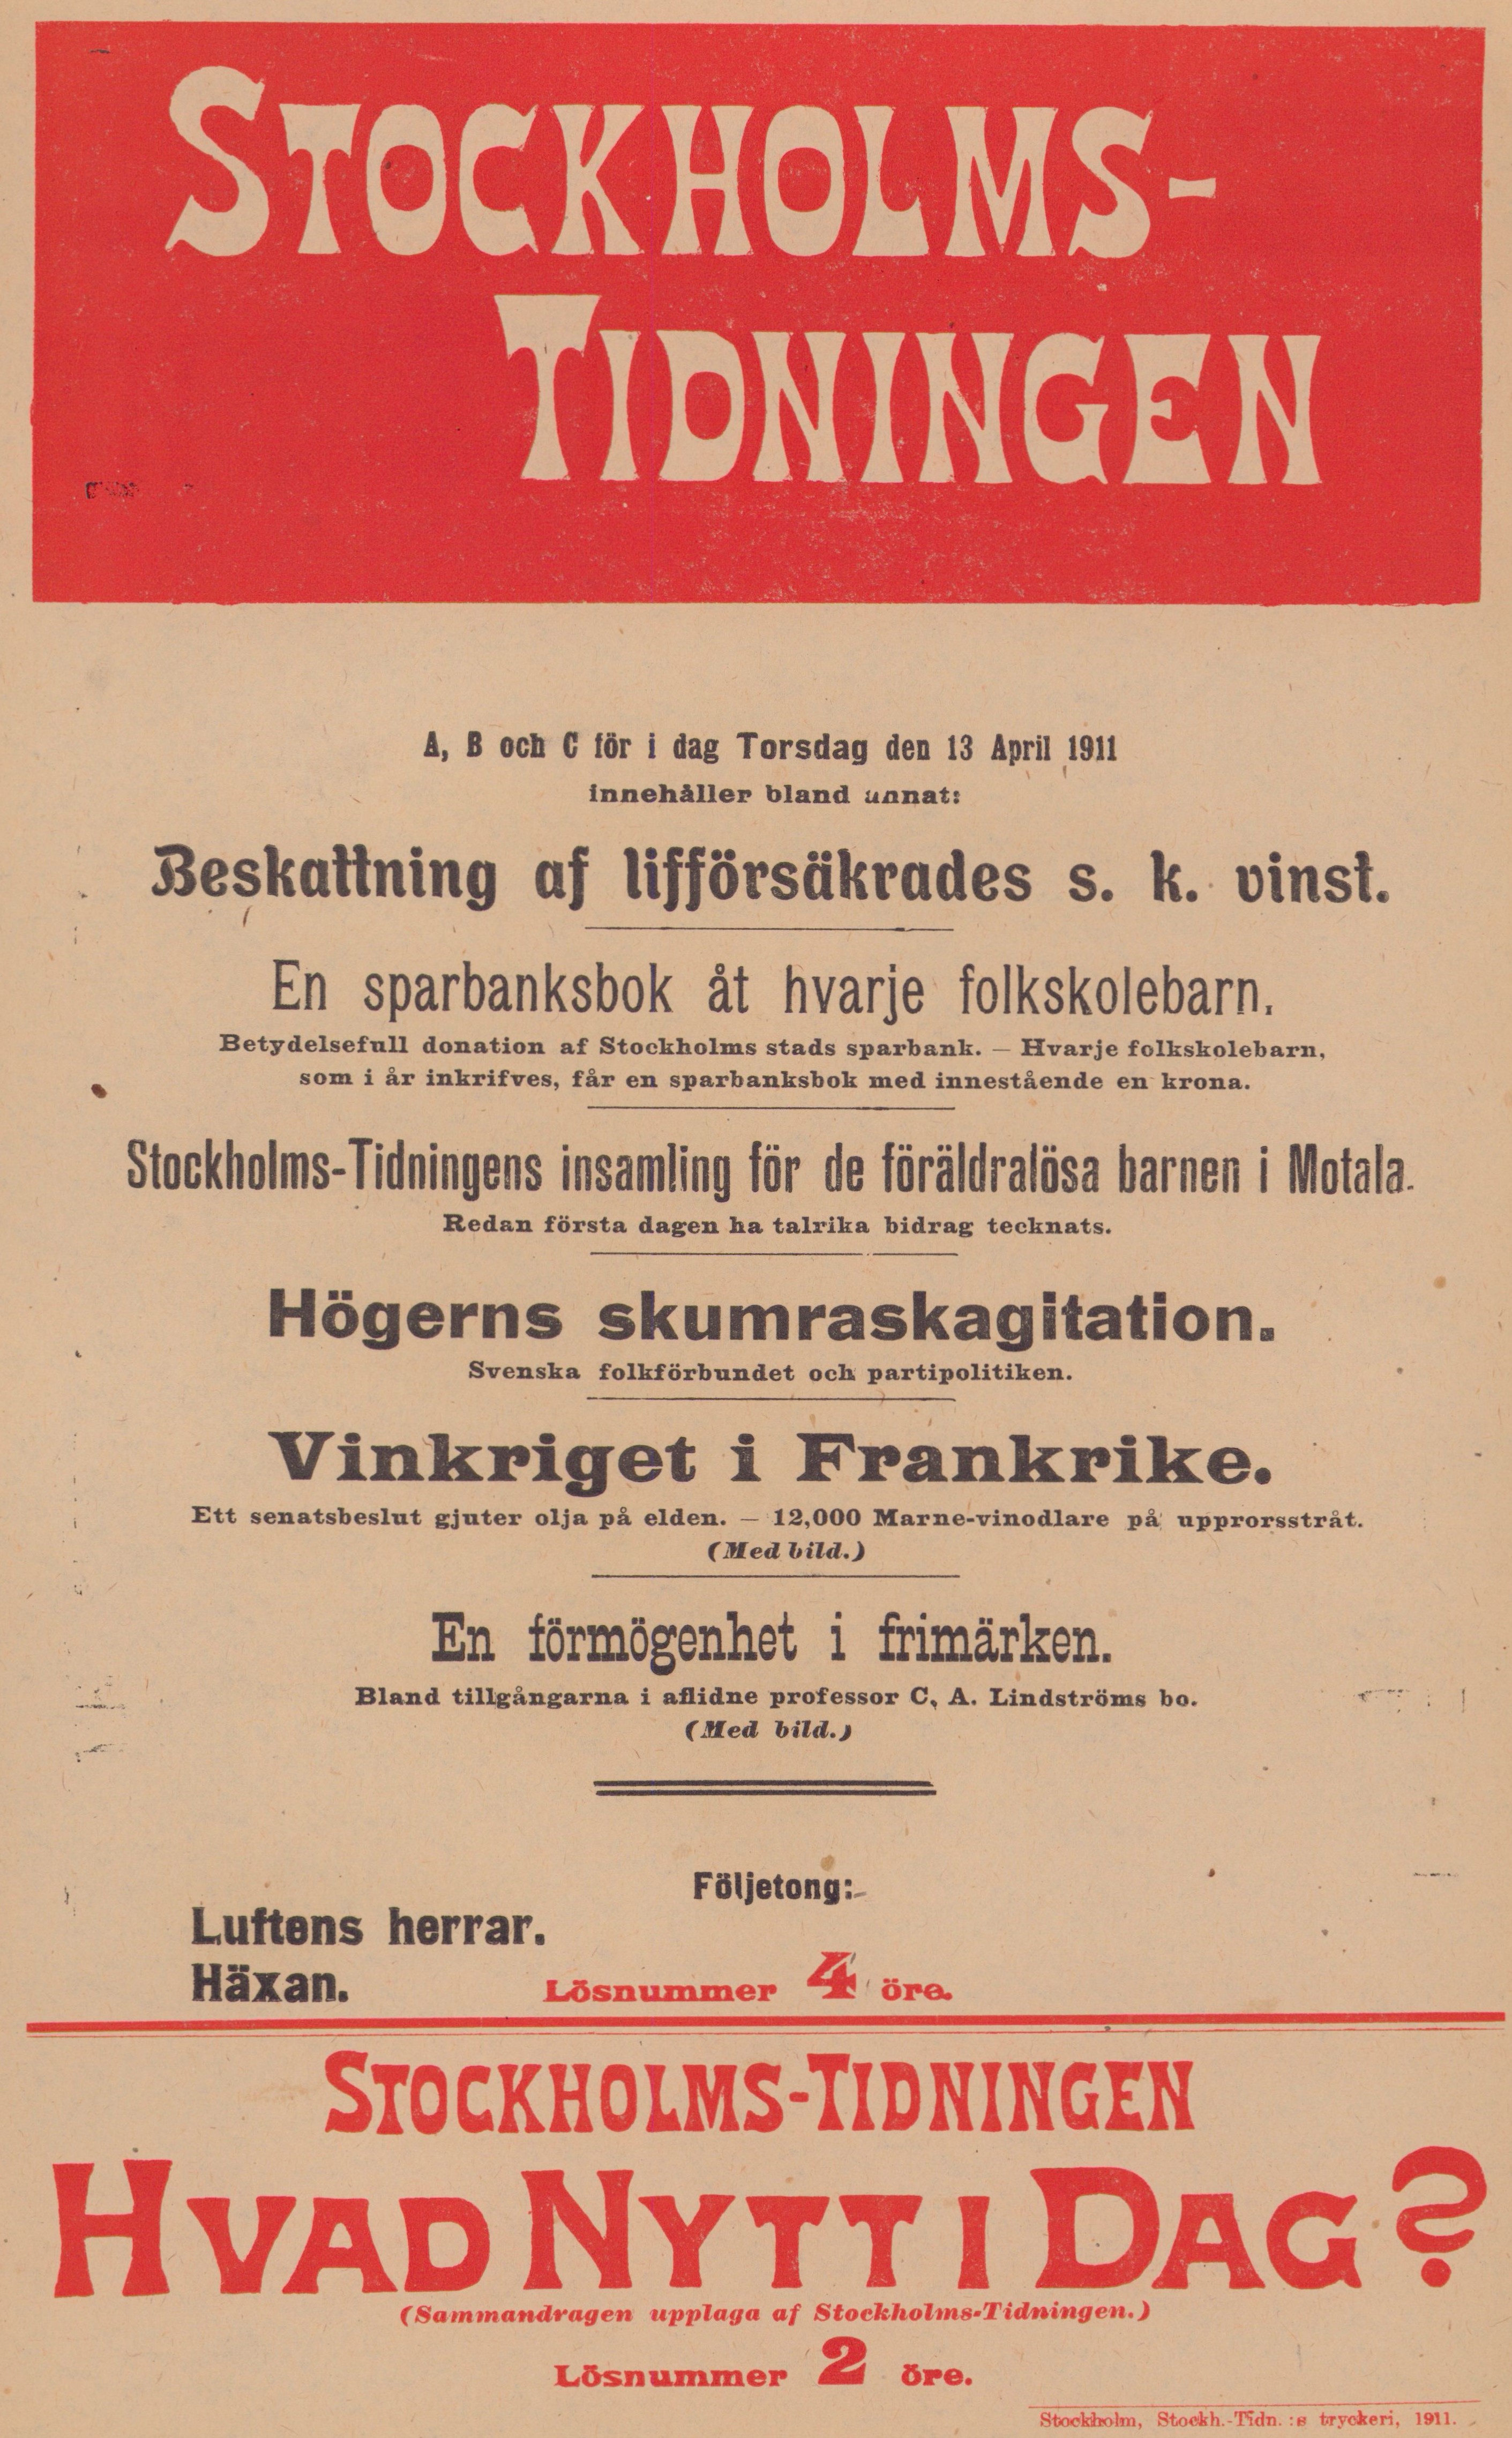 STOCKHOLMS-
TIDNINGEN
A, B och C för i dag Torsdag den 13 April 1911
innehåller bland annat:
Beskattning af lifförsäkrades s. k. vinst.
En sparbanksbok åt hvarje folkskolebarn.
Betydelsefull donation af Stockholms stads sparbank. — Hvarje folkskolebarn,
som i år inkrifves, får en sparbanksbok med innestående en krona.
Stockholms-Tidningens insamling för de föräldralösa barnen i Motala.
Redan första dagen ha talrika bidrag tecknats.
Högerns skumraskagitation.
Svenska folkförbundet och partipolitiken.
Vinkriget i Frankrike.
Ett senatsbeslut gjuter olja på elden. — 12,000 Marne-vinodlare på upprorsstråt.
(Med bild.)
En förmögenhet i frimärken.
Bland tillgångarna i aflidne professor C. A. Lindströms bo.
(Med bild.)
Följetong:
Luftens herrar.
Häxan.
Lösnummer 4 öre.
STOCKHOLMS-TIDNINGEN
HVAD NYTT I DAG?
(Sammandragen upplaga af Stockholms-Tidningen.)
Lösnummer 2 öre.
Stockholm, Stockh.-Tidn.:s tryckeri, 1911.